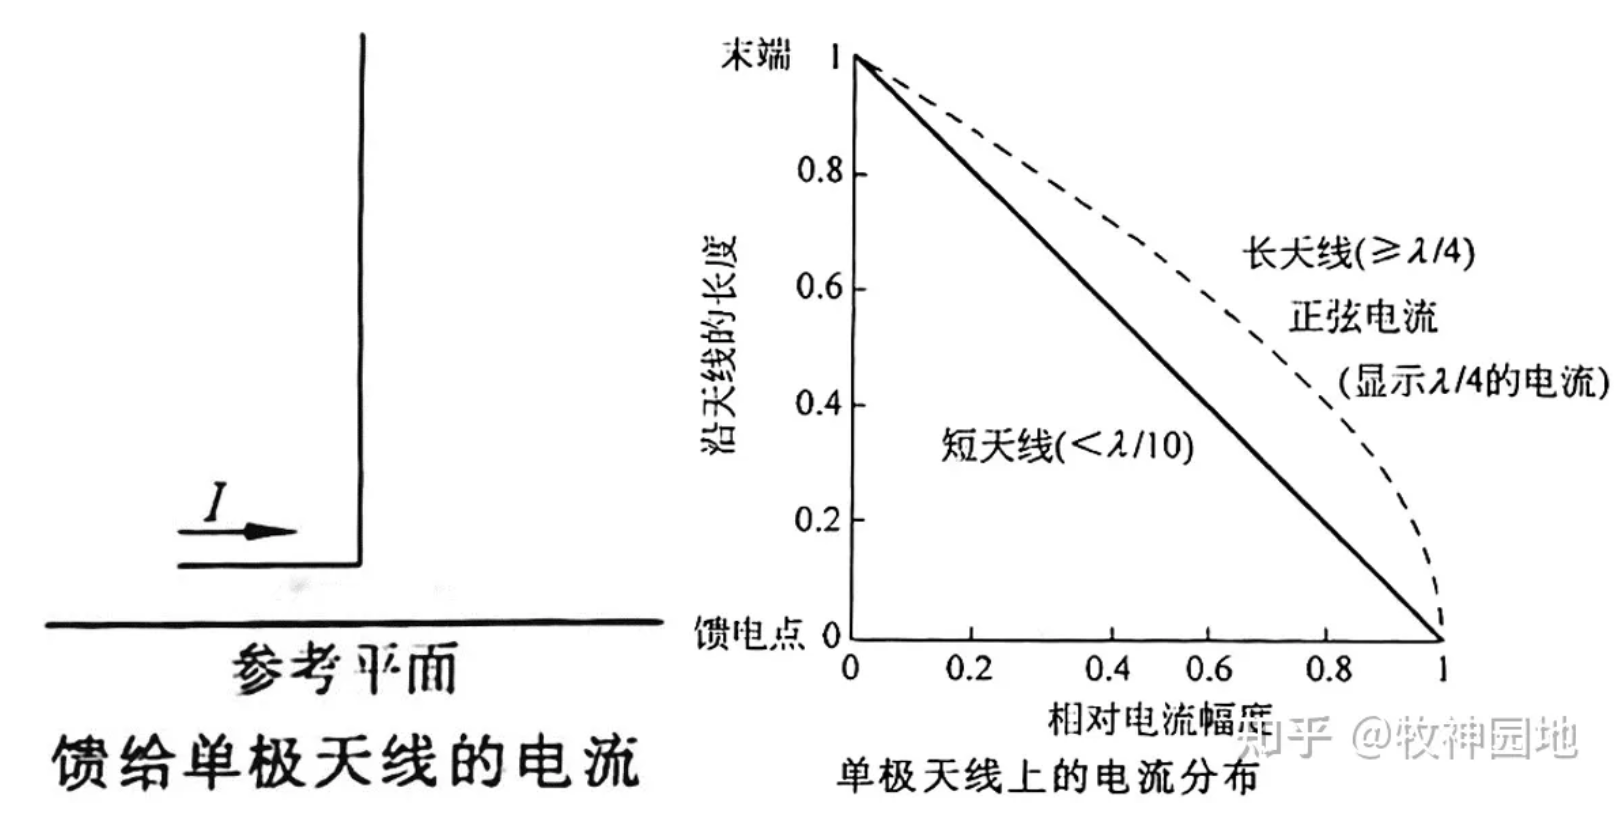 I
参考平面
馈给单极天线的电流
末端 1
0.8
0.6
0.4
0.2
馈电点 0
沿天线的长度
长天线(≥λ/4)
正弦电流
(显示λ/4的电流)
短天线(<λ/10)
0 0.2 0.4 0.6 0.8 1
相对电流幅度
单极天线上的电流分布
知乎 @牧神园地